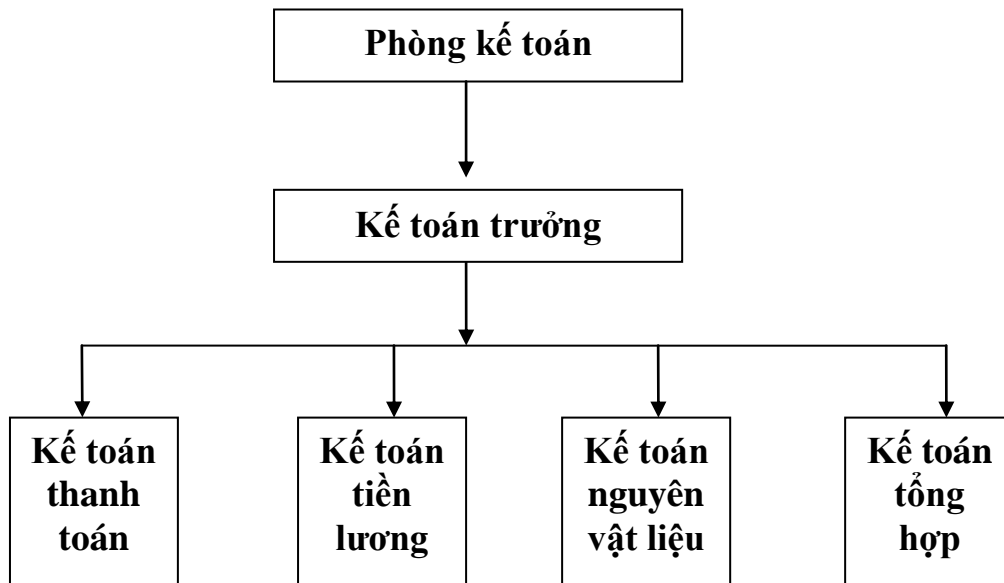 Phòng kế toán
Kế toán trưởng
Kế toán
thanh
toán
Kế toán
tiền
lương
Kế toán
nguyên
vật liệu
Kế toán
tổng
hợp